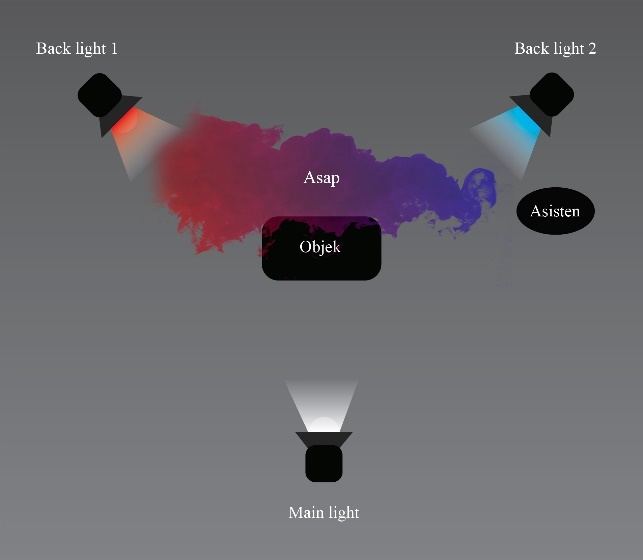 Back light 1
Back light 2
Asap
Asisten
Objek
Main light